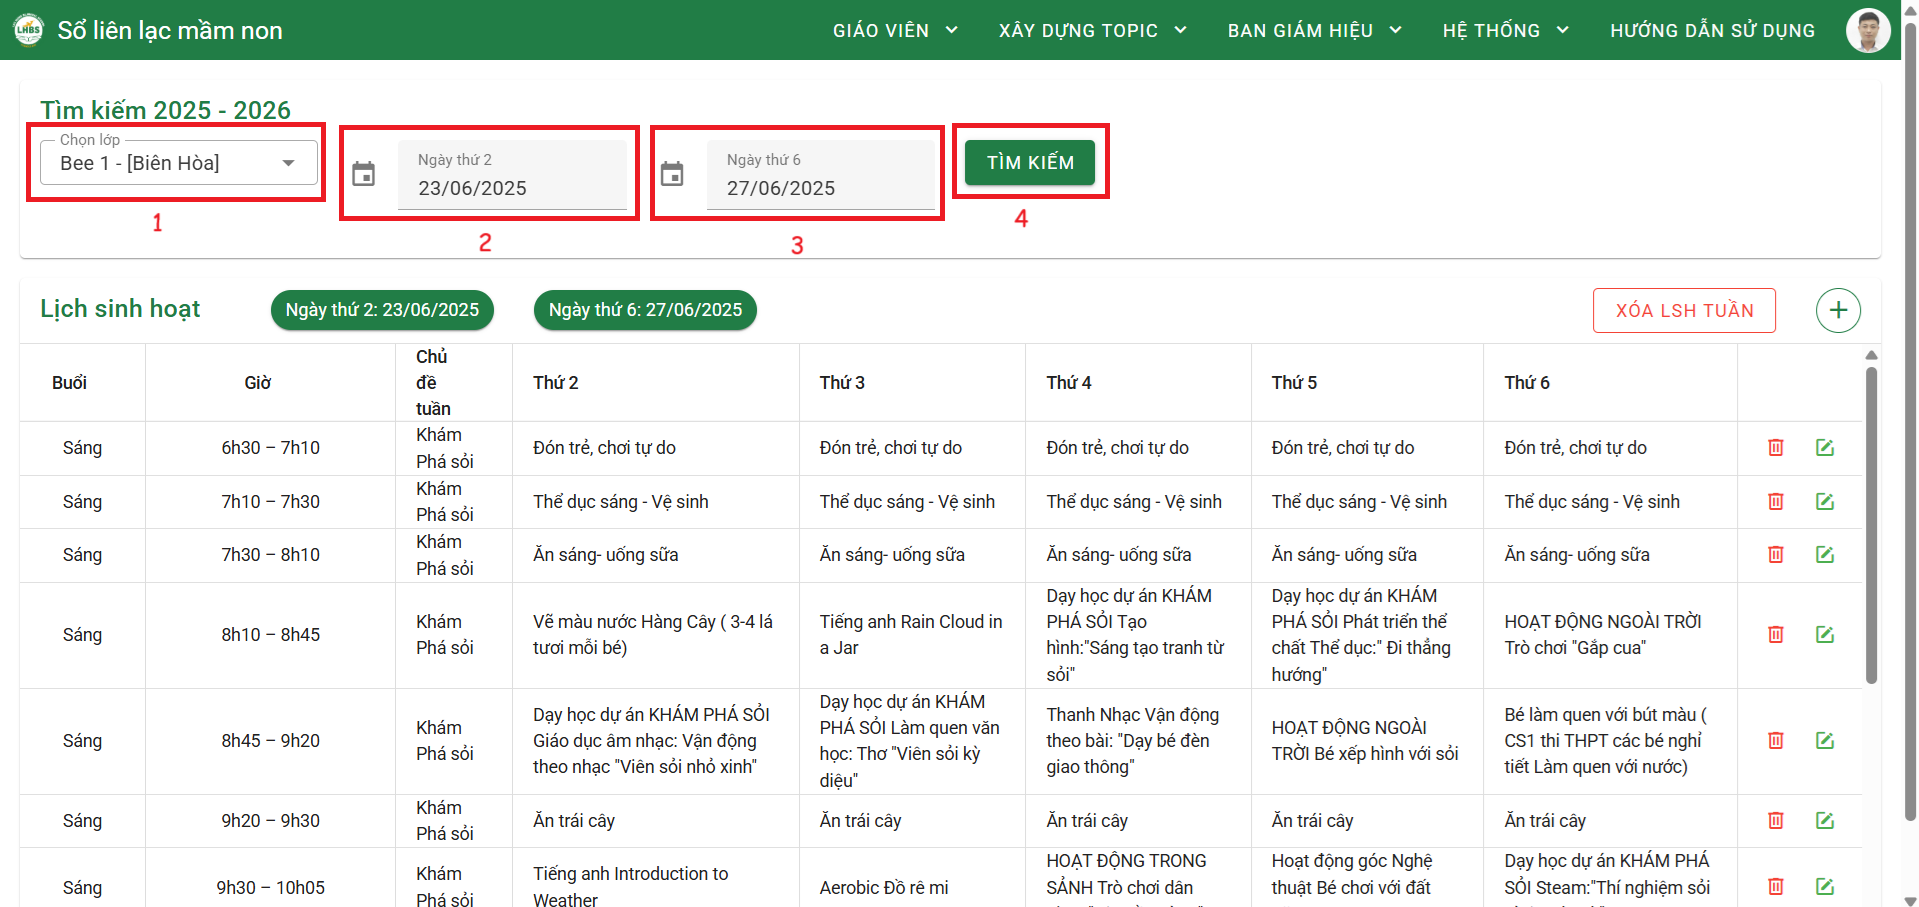 LHBS
Sổ liên lạc mầm non
GIÁO VIÊN
XÂY DỰNG TOPIC
BAN GIÁM HIỆU
HỆ THỐNG
HƯỚNG DẪN SỬ DỤNG
Tìm kiếm 2025 - 2026
Chọn lớp
Bee 1 - [Biên Hòa]
Ngày thứ 2
23/06/2025
Ngày thứ 6
27/06/2025
TÌM KIẾM
1
2
3
4
Lịch sinh hoạt
Ngày thứ 2: 23/06/2025
Ngày thứ 6: 27/06/2025
XÓA LSH TUẦN
+
Buổi
Giờ
Chủ
đề
tuần
Thứ 2
Thứ 3
Thứ 4
Thứ 5
Thứ 6
Sáng
6h30 – 7h10
Khám
Phá sỏi
Đón trẻ, chơi tự do
Đón trẻ, chơi tự do
Đón trẻ, chơi tự do
Đón trẻ, chơi tự do
Đón trẻ, chơi tự do
Sáng
7h10 – 7h30
Khám
Phá sỏi
Thể dục sáng - Vệ sinh
Thể dục sáng - Vệ sinh
Thể dục sáng - Vệ sinh
Thể dục sáng - Vệ sinh
Thể dục sáng - Vệ sinh
Sáng
7h30 – 8h10
Khám
Phá sỏi
Ăn sáng- uống sữa
Ăn sáng- uống sữa
Ăn sáng- uống sữa
Ăn sáng- uống sữa
Ăn sáng- uống sữa
Sáng
8h10 – 8h45
Khám
Phá sỏi
Vẽ màu nước Hàng Cây ( 3-4 lá
tươi mỗi bé)
Tiếng anh Rain Cloud in
a Jar
Dạy học dự án KHÁM
PHÁ SỎI Tạo
hình:"Sáng tạo tranh từ
sỏi"
Dạy học dự án KHÁM
PHÁ SỎI Phát triển thể
chất Thể dục:" Đi thẳng
hướng"
HOẠT ĐỘNG NGOÀI TRỜI
Trò chơi "Gắp cua"
Sáng
8h45 – 9h20
Khám
Phá sỏi
Dạy học dự án KHÁM PHÁ SỎI
Giáo dục âm nhạc: Vận động
theo nhạc "Viên sỏi nhỏ xinh"
Dạy học dự án KHÁM
PHÁ SỎI Làm quen văn
học: Thơ "Viên sỏi kỳ
diệu"
Thanh Nhạc Vận động
theo bài: "Dạy bé đèn
giao thông"
HOẠT ĐỘNG NGOÀI
TRỜI Bé xếp hình với sỏi
Bé làm quen với bút màu (
CS1 thi THPT các bé nghỉ
tiết Làm quen với nước)
Sáng
9h20 – 9h30
Khám
Phá sỏi
Ăn trái cây
Ăn trái cây
Ăn trái cây
Ăn trái cây
Ăn trái cây
Sáng
9h30 – 10h05
Khám
Phá sỏi
Tiếng anh Introduction to
Weather
Aerobic Đồ rê mi
HOẠT ĐỘNG TRONG
SẢNH Trò chơi dân
Hoạt động góc Nghệ
thuật Bé chơi với đất
Dạy học dự án KHÁM PHÁ
SỎI Steam:"Thí nghiệm sỏi